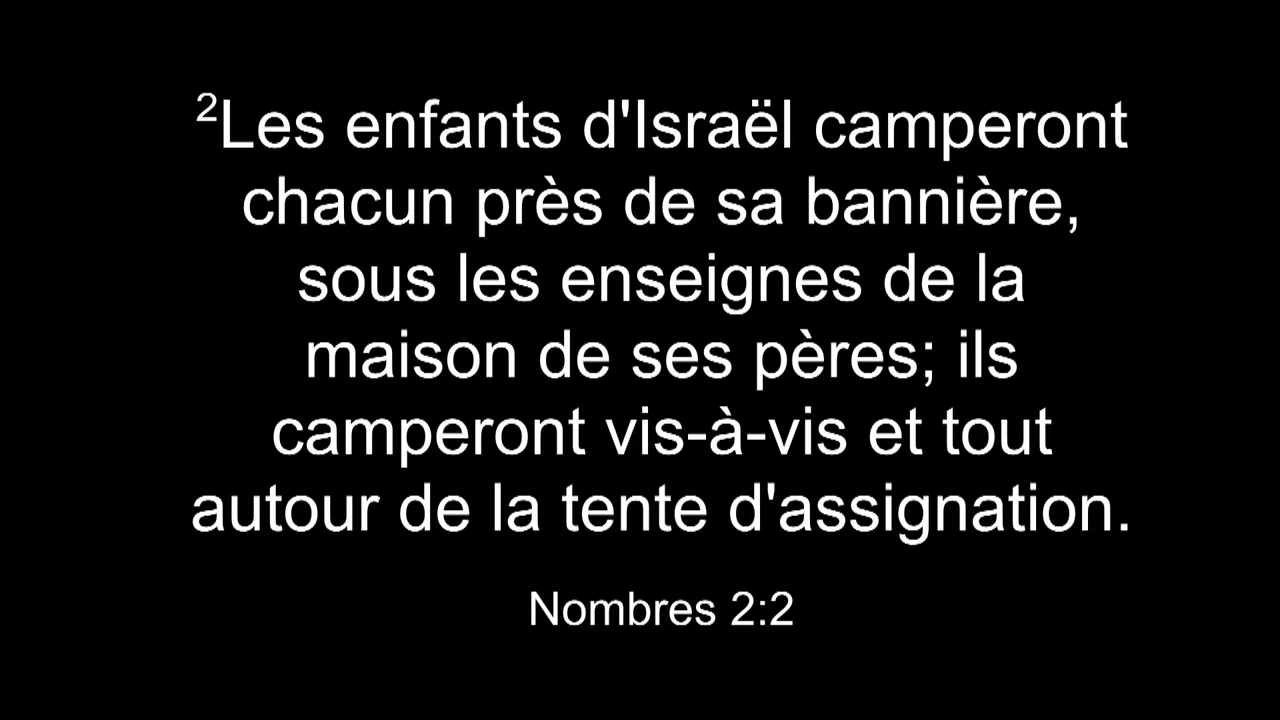 ²Les enfants d'Israël camperont
chacun près de sa bannière,
sous les enseignes de la
maison de ses pères; ils
camperont vis-à-vis et tout
autour de la tente d'assignation.
Nombres 2:2